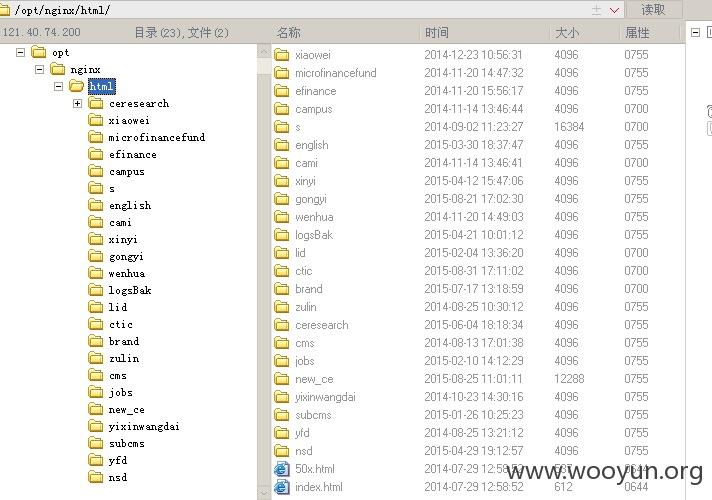 /opt/nginx/html/ 读取
121.40.74.200 目录(23),文件(2) 名称 时间 大小 属性
opt
nginx
html
ceresearch
xiaowei
microfinancefund
efinance
campus
s
english
cami
xinyi
gongyi
wenhua
logsBak
lid
ctic
brand
zulin
cms
jobs
new_ce
yixinwangdai
subcms
yfd
nsd
xiaowei 2014-12-23 10:56:31 4096 0755
microfinancefund 2014-11-20 14:47:32 4096 0755
efinance 2014-11-20 15:56:17 4096 0755
campus 2014-11-14 13:46:44 4096 0700
s 2014-09-02 11:23:27 16384 0700
english 2015-03-30 18:37:47 4096 0755
cami 2014-11-14 13:46:41 4096 0700
xinyi 2015-04-12 15:47:06 4096 0700
gongyi 2015-08-21 17:02:30 4096 0755
wenhua 2014-11-20 14:49:03 4096 0755
logsBak 2015-04-21 10:01:12 4096 0755
lid 2015-02-04 13:36:20 4096 0700
ctic 2015-08-31 17:11:02 4096 0700
brand 2015-07-17 13:18:59 4096 0700
zulin 2014-08-25 10:30:12 4096 0755
ceresearch 2015-06-04 18:18:34 4096 0755
cms 2014-08-13 17:01:38 4096 0755
jobs 2015-02-10 14:12:29 4096 0755
new_ce 2015-08-25 11:01:11 12288 0755
yixinwangdai 2014-10-23 14:30:16 4096 0755
subcms 2015-01-26 10:25:23 4096 0755
yfd 2014-08-25 13:21:12 4096 0755
nsd 2015-04-29 19:12:57 4096 0755
50x.html 2014-07-29 12:58:52 537 0644
index.html 2014-07-29 12:58:52 612 0644
www.wooyun.org